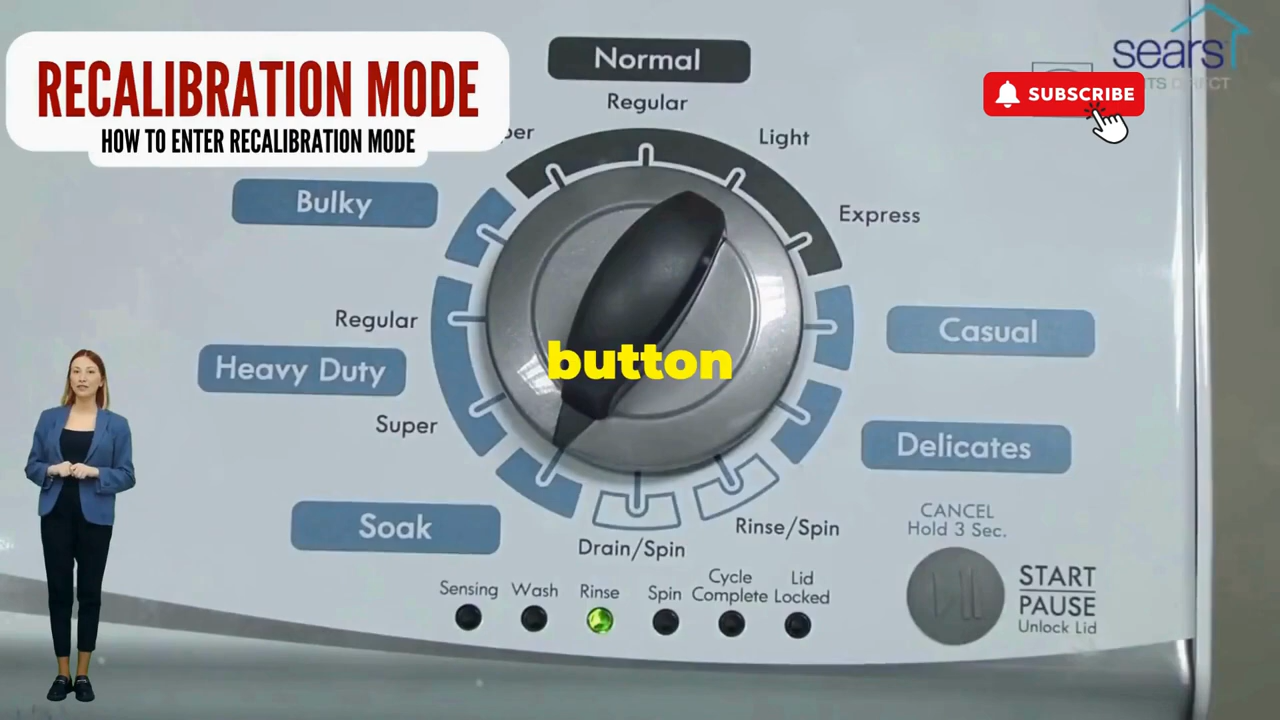 RECALIBRATION MODE
HOW TO ENTER RECALIBRATION MODE
sears
SUBSCRIBE
DIRECT
Normal
Regular
Light
Express
Bulky
Regular
Heavy Duty
Super
Casual
Delicates
button
Soak
Drain/Spin
Rinse/Spin
CANCEL
Hold 3 Sec.
START
PAUSE
Unlock Lid
Sensing
Wash
Rinse
Spin
Cycle
Complete
Lid
Locked